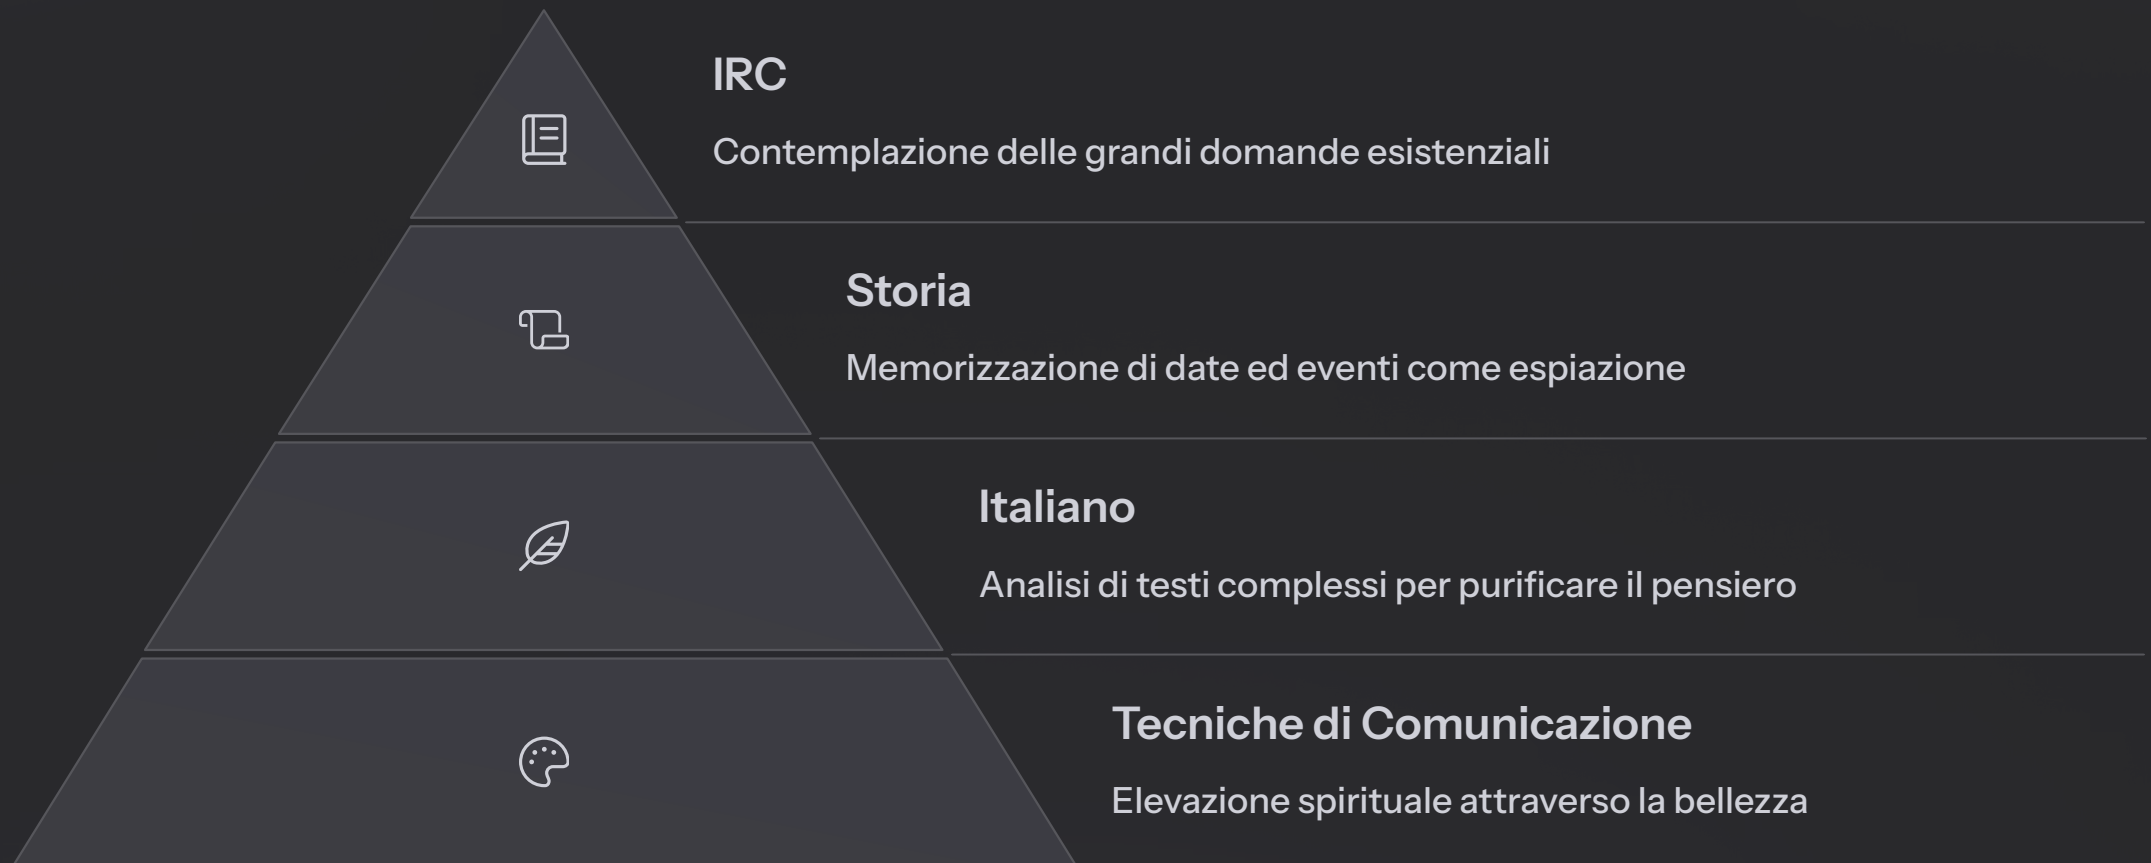 IRC
Contemplazione delle grandi domande esistenziali
Storia
Memorizzazione di date ed eventi come espiazione
Italiano
Analisi di testi complessi per purificare il pensiero
Tecniche di Comunicazione
Elevazione spirituale attraverso la bellezza